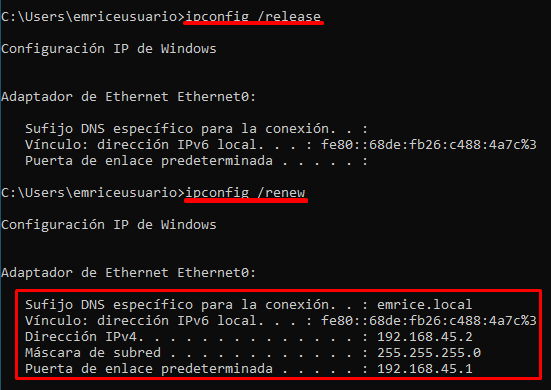 C:\Users\emriceusuario>ipconfig /release
Configuración IP de Windows
Adaptador de Ethernet Ethernet0:
Sufijo DNS específico para la conexión. . :
Vínculo: dirección IPv6 local. . . : fe80::68de:fb26:c488:4a7c%3
Puerta de enlace predeterminada . . . . . :
C:\Users\emriceusuario>ipconfig /renew
Configuración IP de Windows
Adaptador de Ethernet Ethernet0:
Sufijo DNS específico para la conexión. . : emrice.local
Vínculo: dirección IPv6 local. . . : fe80::68de:fb26:c488:4a7c%3
Dirección IPv4. . . . . . . . . . . . . . : 192.168.45.2
Máscara de subred . . . . . . . . . . . . : 255.255.255.0
Puerta de enlace predeterminada . . . . . : 192.168.45.1